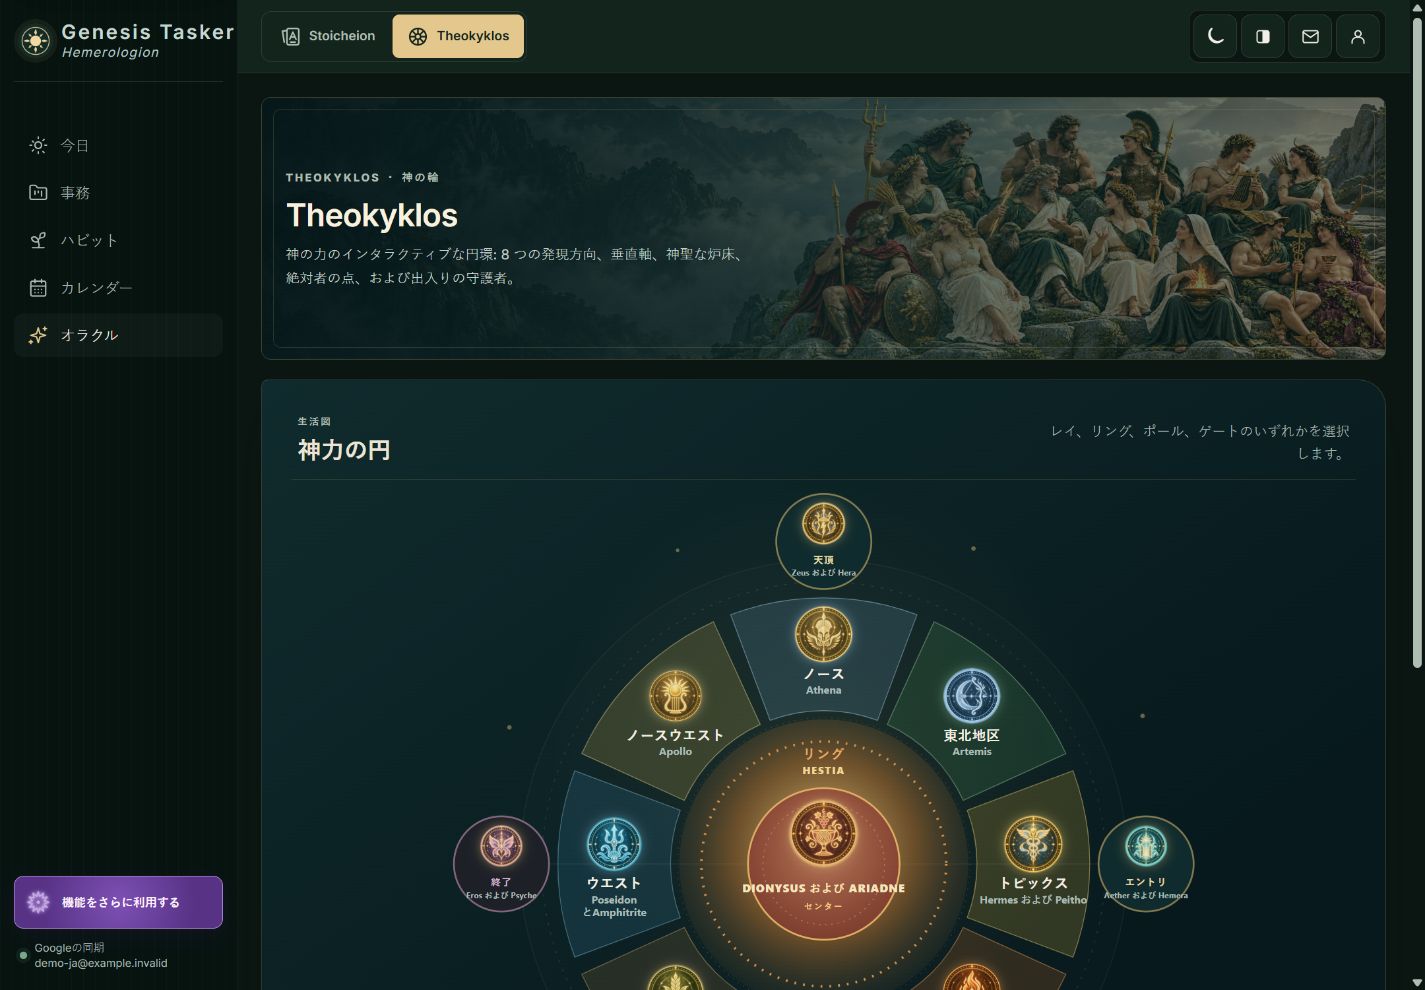 Genesis Tasker
Hemerologion
Stoicheion
Theokyklos
今日
事務
ハビット
カレンダー
オラクル
THEOKYKLOS · 神の輪
Theokyklos
神の力のインタラクティブな円環: 8 つの発現方向、垂直軸、神聖な炉床、
絶対者の点、および出入りの守護者。
生活図
神力の円
レイ、リング、ポール、ゲートのいずれかを選択
します。
天頂
Zeus および Hera
ノース
Athena
ノースウエスト
Apollo
東北地区
Artemis
リング
HESTIA
終了
Eros および Psyche
ウエスト
Poseidon
とAmphitrite
DIONYSUS および ARIADNE
センター
トピックス
Hermes および Peitho
エントリ
Aether および Hemera
機能をさらに利用する
Googleの同期
demo-ja@example.invalid